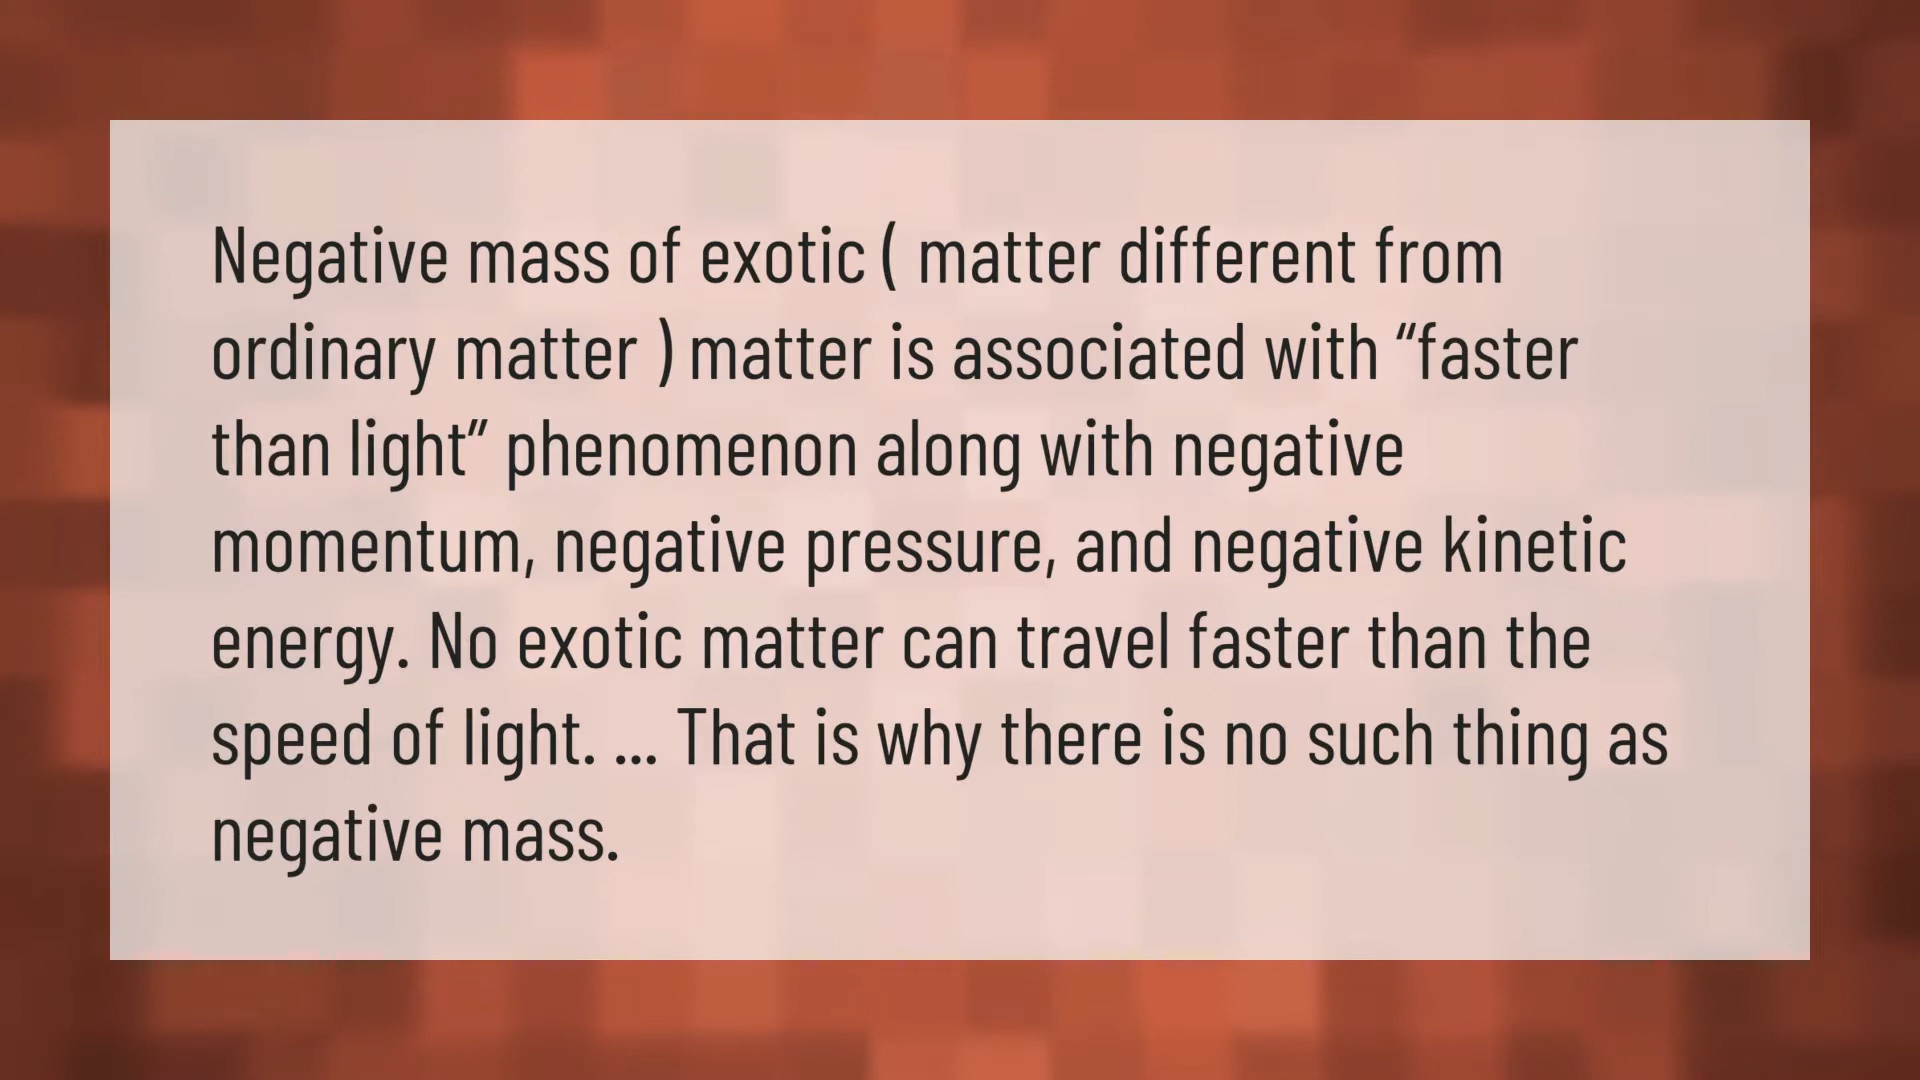 Negative mass of exotic ( matter different from
ordinary matter ) matter is associated with “faster
than light” phenomenon along with negative
momentum, negative pressure, and negative kinetic
energy. No exotic matter can travel faster than the
speed of light. ... That is why there is no such thing as
negative mass.